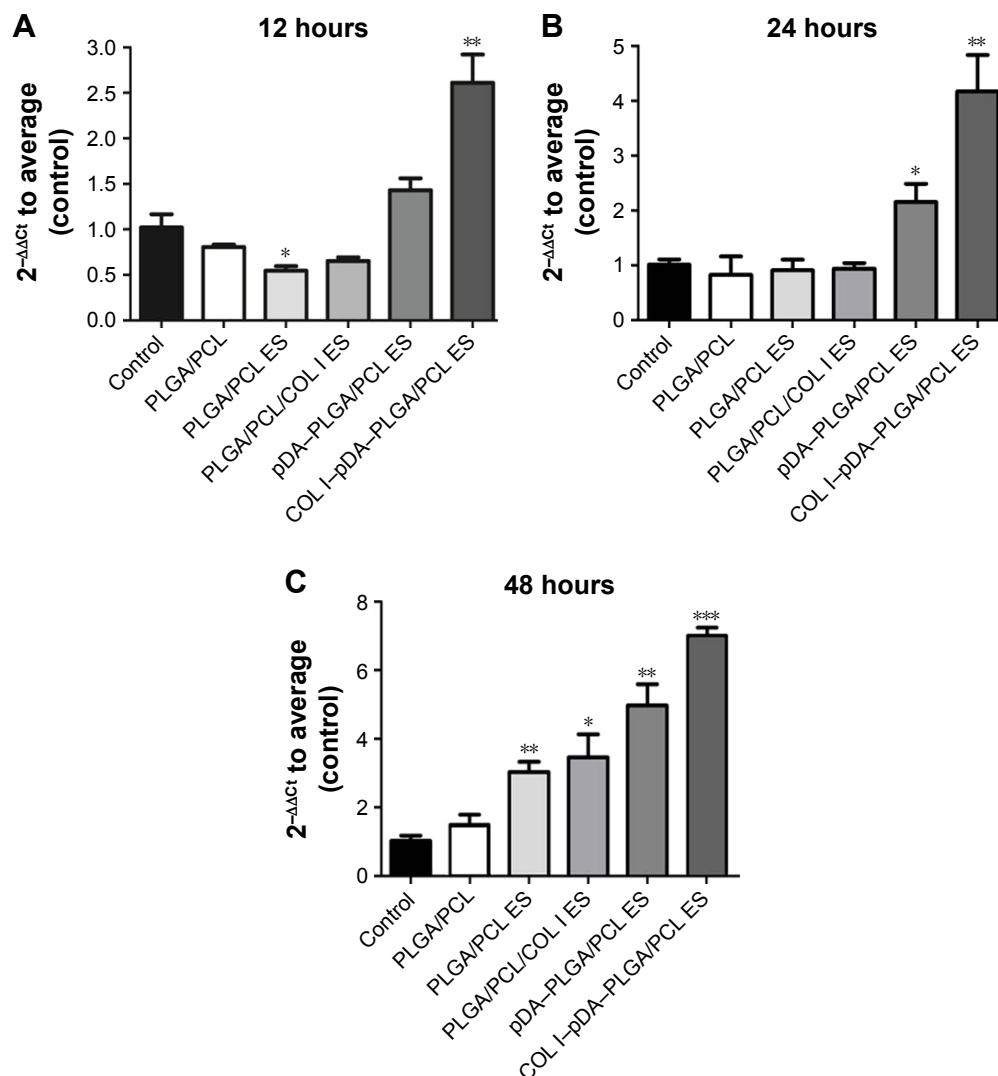 A
12 hours
2−ΔΔCt to average
(control)
3.0
2.5
2.0
1.5
1.0
0.5
0.0
*
**
Control
PLGA/PCL
PLGA/PCL ES
PLGA/PCL/COL I ES
pDA–PLGA/PCL ES
COL I–pDA–PLGA/PCL ES
B
24 hours
2−ΔΔCt to average
(control)
5
4
3
2
1
0
*
**
Control
PLGA/PCL
PLGA/PCL ES
PLGA/PCL/COL I ES
pDA–PLGA/PCL ES
COL I–pDA–PLGA/PCL ES
C
48 hours
2−ΔΔCt to average
(control)
8
6
4
2
0
**
*
**
***
Control
PLGA/PCL
PLGA/PCL ES
PLGA/PCL/COL I ES
pDA–PLGA/PCL ES
COL I–pDA–PLGA/PCL ES